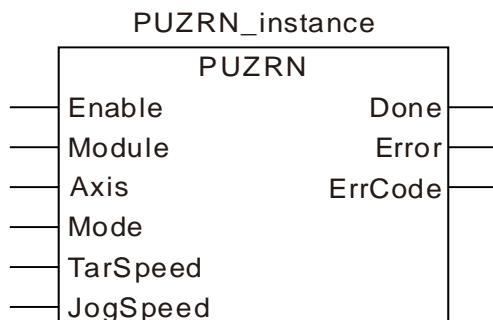 PUZRN_instance
PUZRN
Enable Done
Module Error
Axis ErrCode
Mode
TarSpeed
JogSpeed